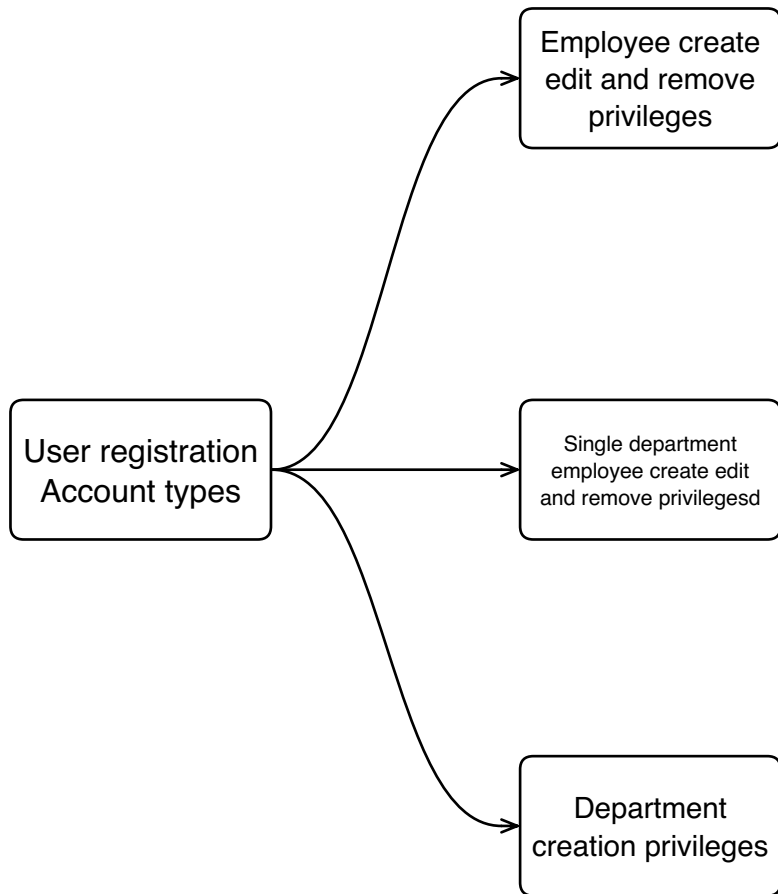 Employee create
edit and remove
privileges
User registration
Account types
Single department
employee create edit
and remove privilegesd
Department
creation privileges